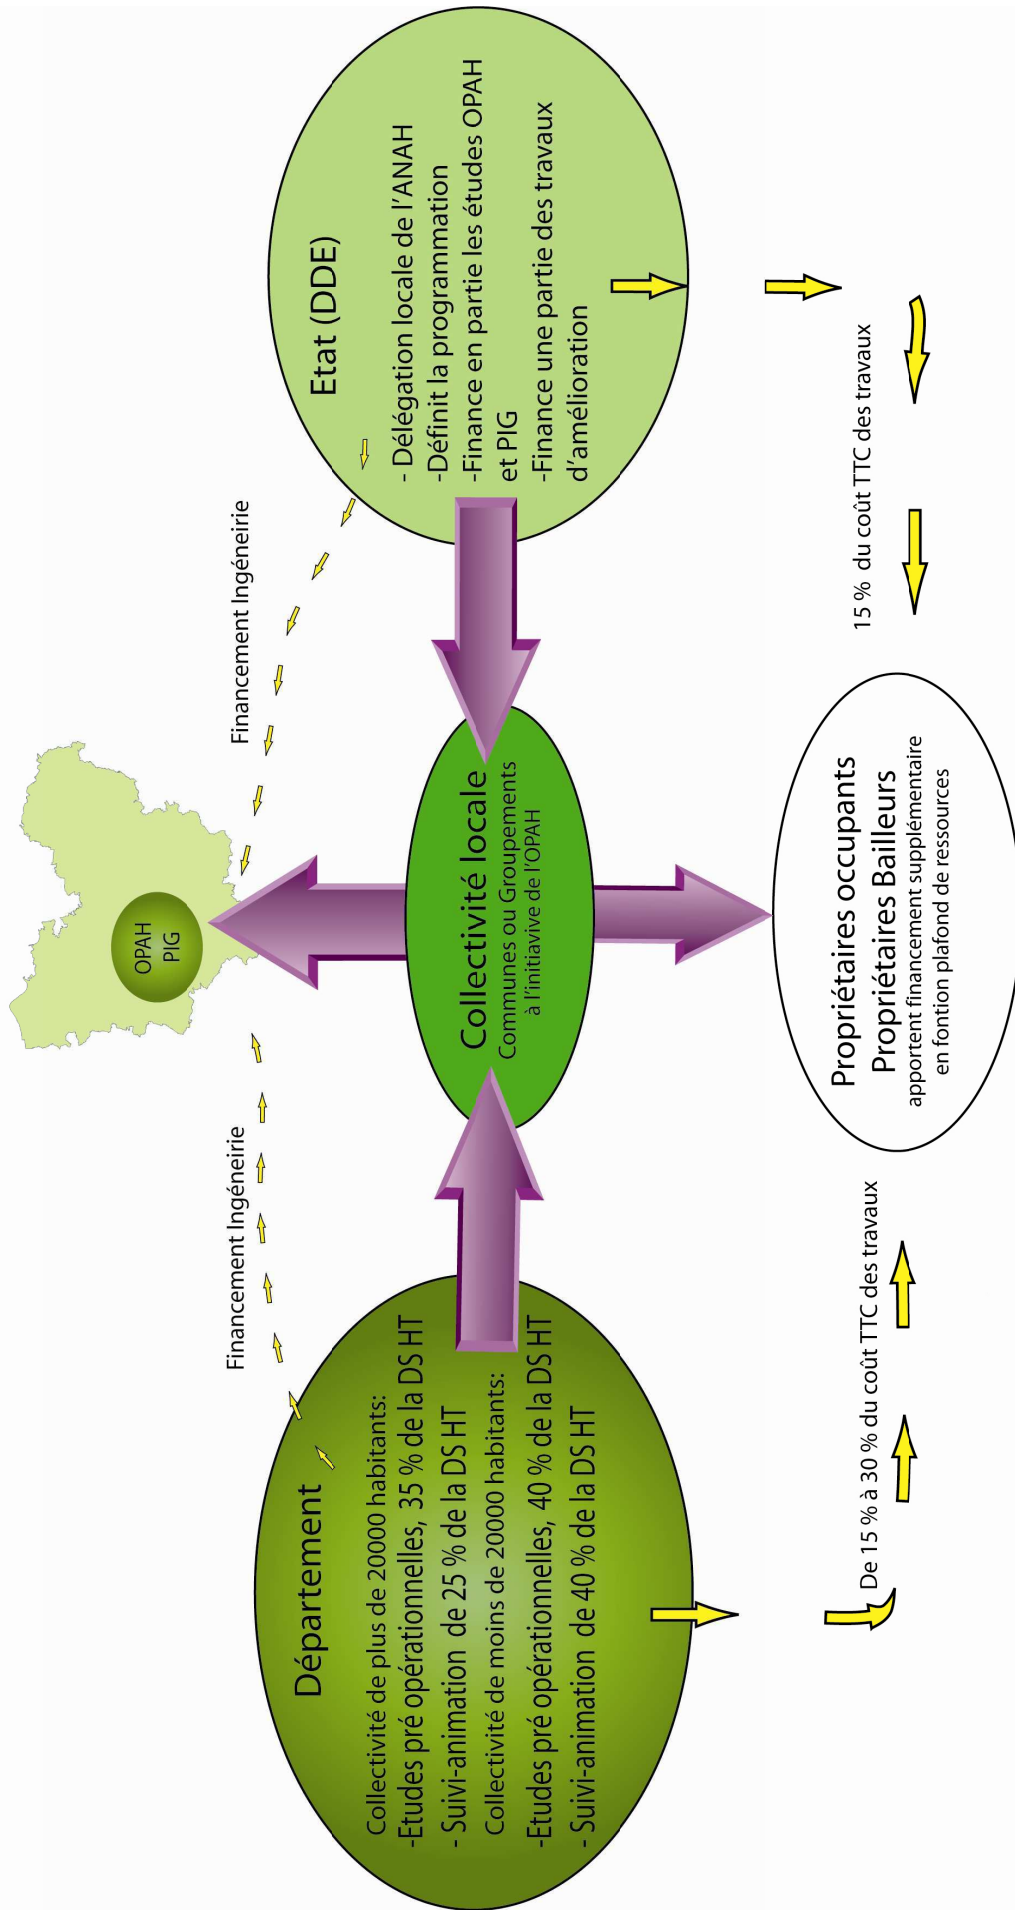 OPAH
PIG
Financement Ingéneirie
Financement Ingéneirie
Département
Collectivité de plus de 20000 habitants:
-Etudes pré opérationnelles, 35 % de la DS HT
- Suivi-animation de 25 % de la DS HT
Collectivité de moins de 20000 habitants:
-Etudes pré opérationnelles, 40 % de la DS HT
- Suivi-animation de 40 % de la DS HT
Collectivité locale
Communes ou Groupements
à l'initiavive de l'OPAH
Etat (DDE)
- Délégation locale de l'ANAH
-Définit la programmation
-Finance en partie les études OPAH
et PIG
-Finance une partie des travaux
d'amélioration
De 15 % à 30 % du coût TTC des travaux
Propriétaires occupants
Propriétaires Bailleurs
apportent financement supplémentaire
en fontion plafond de ressources
15 % du coût TTC des travaux